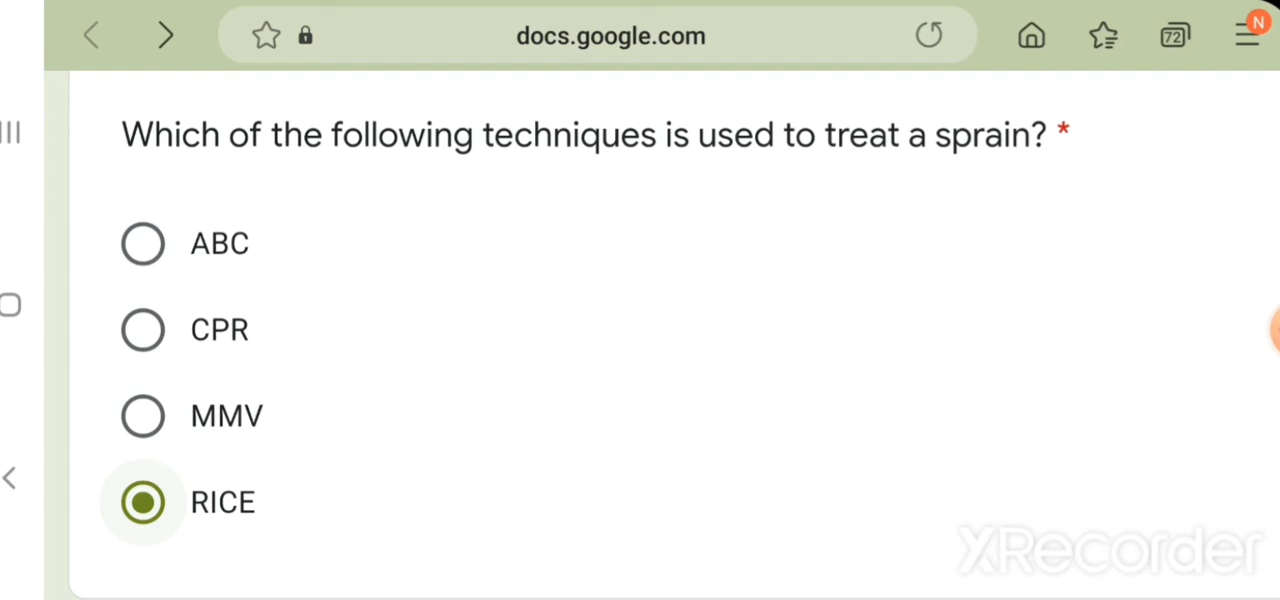 docs.google.com
72
N
Which of the following techniques is used to treat a sprain? *
ABC
CPR
MMV
RICE
XRecorder